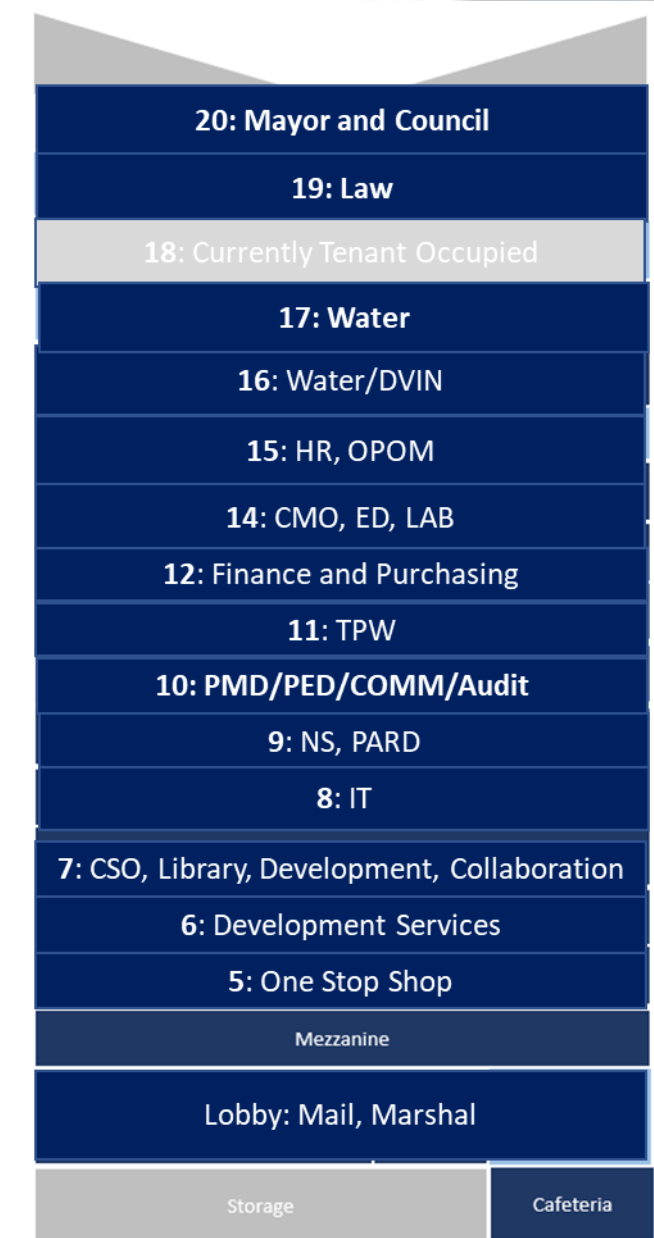 20: Mayor and Council
19: Law
18: Currently Tenant Occupied
17: Water
16: Water/DVIN
15: HR, OPOM
14: CMO, ED, LAB
12: Finance and Purchasing
11: TPW
10: PMD/PED/COMM/Audit
9: NS, PARD
8: IT
7: CSO, Library, Development, Collaboration
6: Development Services
5: One Stop Shop
Mezzanine
Lobby: Mail, Marshal
Storage
Cafeteria